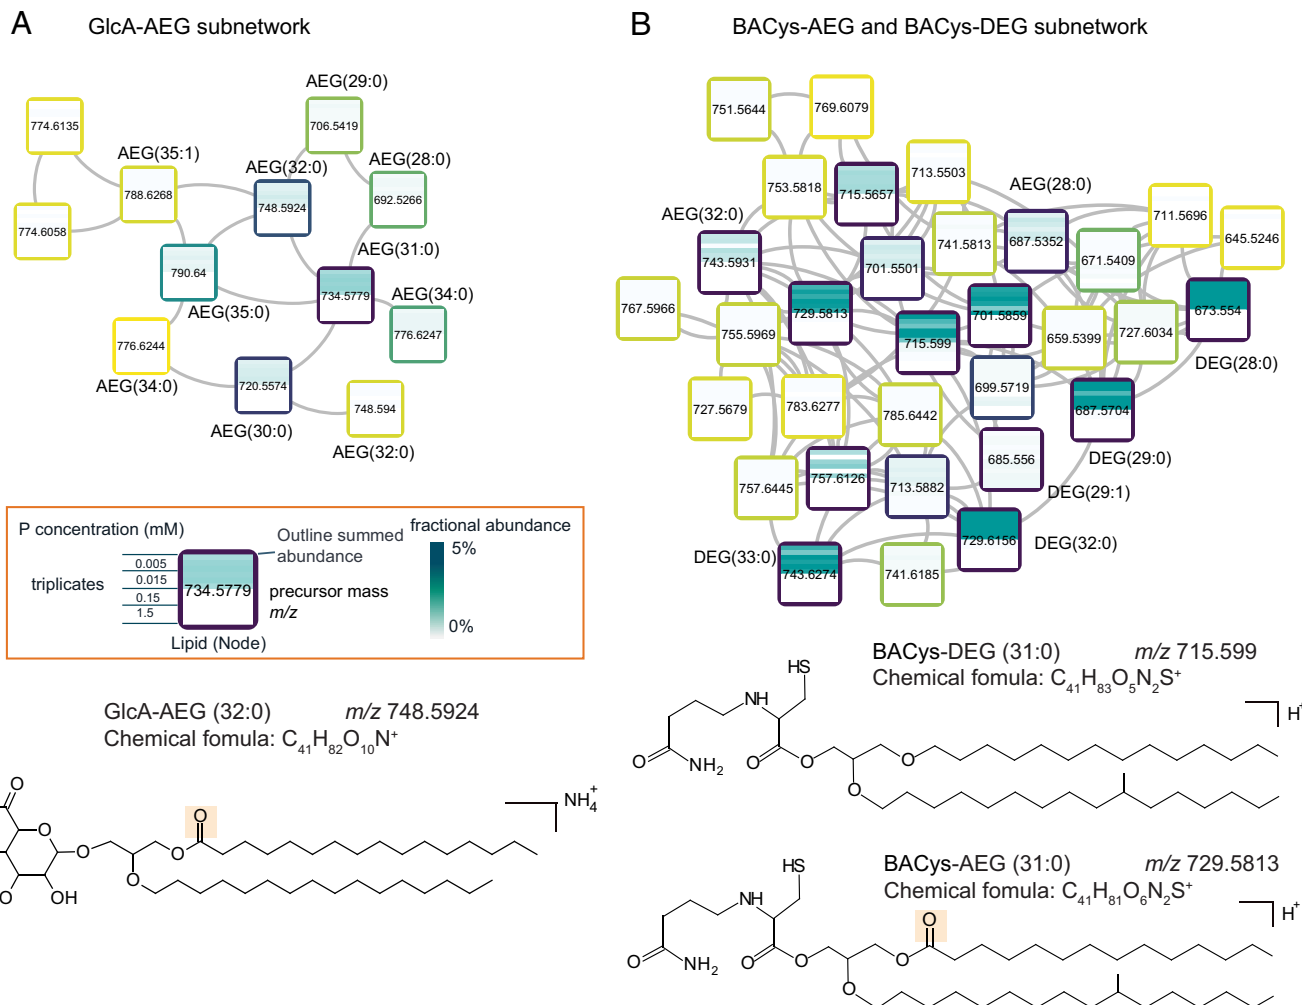 A
GlcA-AEG subnetwork
AEG(29:0)
774.6135
706.5419
AEG(35:1)
AEG(32:0)
AEG(28:0)
788.6268
748.5924
692.5266
774.6058
AEG(31:0)
790.64
734.5779
AEG(34:0)
AEG(35:0)
776.6247
776.6244
AEG(34:0)
720.5574
748.594
AEG(30:0)
AEG(32:0)
P concentration (mM)
Outline summed
abundance
fractional abundance
triplicates
0.005
0.015
0.15
1.5
734.5779
precursor mass
m/z
5%
0%
Lipid (Node)
GlcA-AEG (32:0) m/z 748.5924
Chemical fomula: C41H82O10N+
O
O
O
O
O
O
O
OH
NH4+
B
BACys-AEG and BACys-DEG subnetwork
751.5644
769.6079
753.5818
715.5657
713.5503
AEG(28:0)
AEG(32:0)
711.5696
645.5246
743.5931
701.5501
741.5813
687.5352
671.5409
767.5966
729.5813
701.5859
673.554
755.5969
715.599
659.5399
727.6034
DEG(28:0)
727.5679
783.6277
785.6442
699.5719
687.5704
DEG(29:0)
757.6445
757.6126
713.5882
685.556
DEG(29:1)
729.6156
DEG(32:0)
DEG(33:0)
743.6274
741.6185
BACys-DEG (31:0) m/z 715.599
Chemical fomula: C41H83O5N2S+
HS
NH
O
NH2
O
O
O
O
H+
BACys-AEG (31:0) m/z 729.5813
Chemical fomula: C41H81O6N2S+
HS
NH
O
NH2
O
O
O
O
O
H+